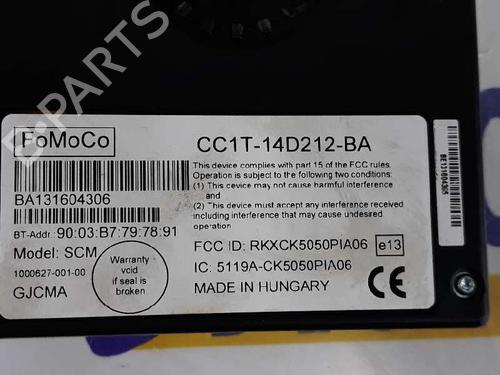 B-PARTS
FoMoCo
CC1T-14D212-BA
This device complies with part 15 of the FCC rules.
Operation is subject to the following two conditions:
(1) This device may not cause harmful interference
and
(2) This device must accept any interference received,
including interference that may cause undesired
operation
BA131604306
BT-Addr: 90:03:B7:79:78:91
Model: SCM
1000627-001-00
GJCMA
Warranty
void
if seal is
broken
FCC ID: RKXCK5050PIA06
e13
IC: 5119A-CK5050PIA06
MADE IN HUNGARY
CE